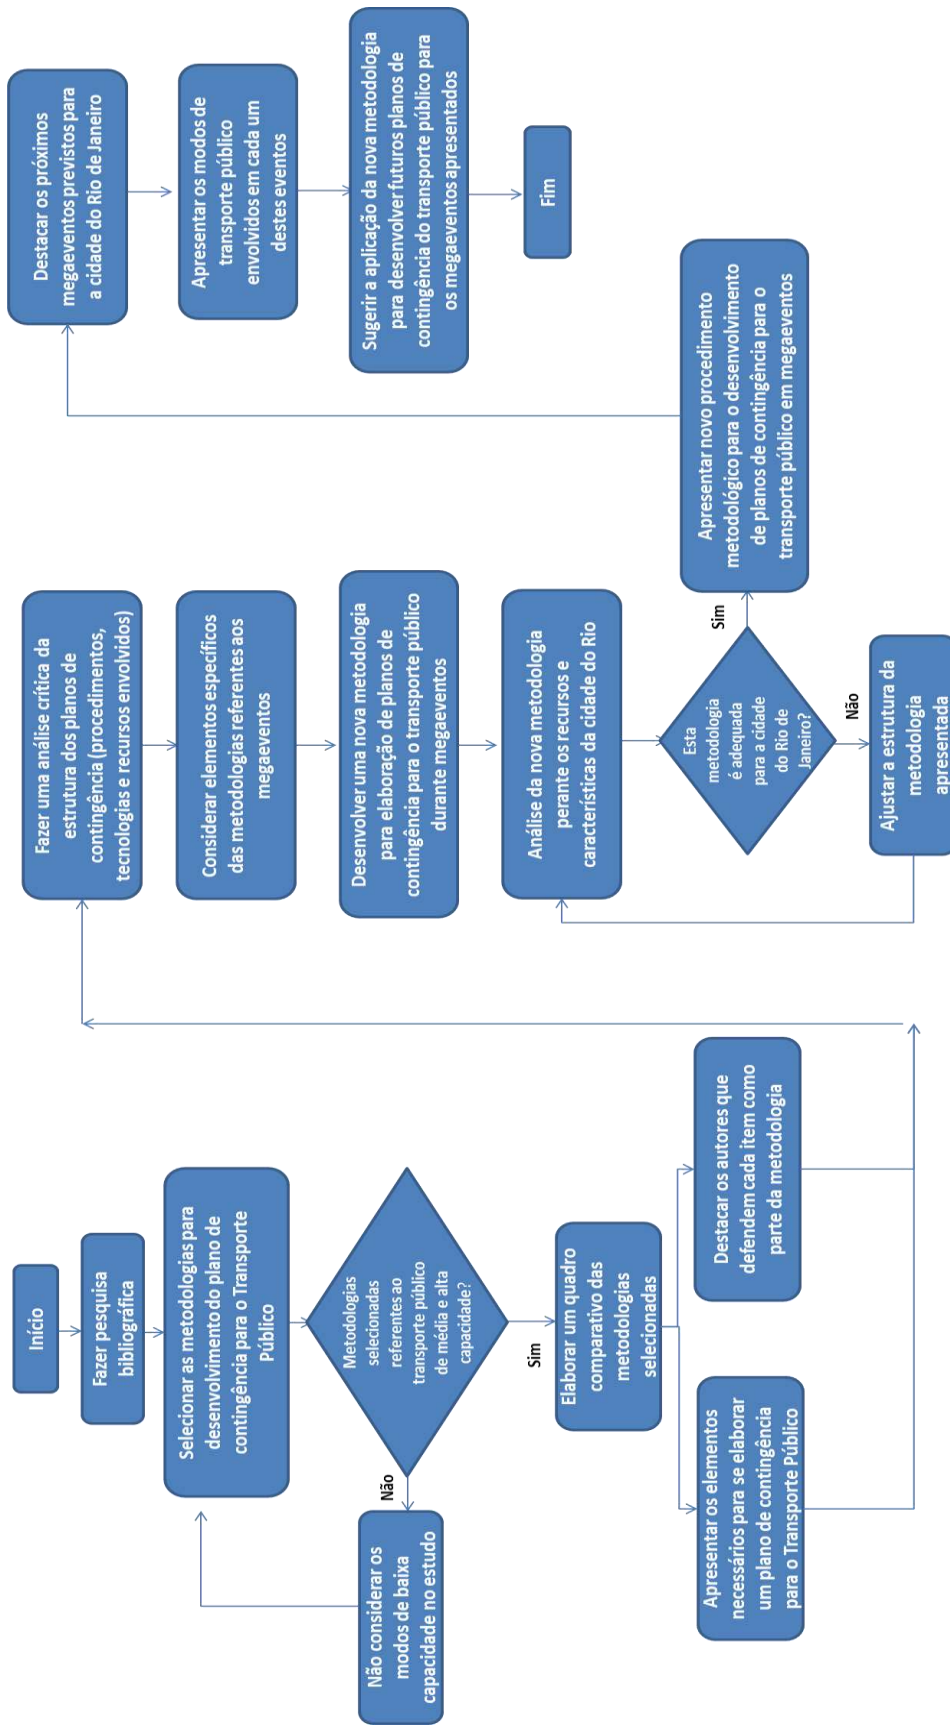 Início
Fazer pesquisa
bibliográfica
Selecionar as metodologias para
desenvolvimento do plano de
contingência para o Transporte
Público
Metodologias
selecionadas
referentes ao
transporte público
de média e alta
capacidade?
Não
Não considerar os
modos de baixa
capacidade no estudo
Sim
Elaborar um quadro
comparativo das
metodologias
selecionadas
Apresentar os elementos
necessários para se elaborar
um plano de contingência
para o Transporte Público
Destacar os autores que
defendem cada item como
parte da metodologia
Fazer uma análise crítica da
estrutura dos planos de
contingência (procedimentos,
tecnologias e recursos envolvidos)
Considerar elementos específicos
das metodologias referentes aos
megaeventos
Desenvolver uma nova metodologia
para elaboração de planos de
contingência para o transporte público
durante megaeventos
Análise da nova metodologia
perante os recursos e
características da cidade do Rio
Esta
metodologia
é adequada
para a cidade
do Rio de
Janeiro?
Não
Ajustar a estrutura da
metodologia
apresentada
Sim
Apresentar novo procedimento
metodológico para o desenvolvimento
de planos de contingência para o
transporte público em megaeventos
Destacar os próximos
megaeventos previstos para
a cidade do Rio de Janeiro
Apresentar os modos de
transporte público
envolvidos em cada um
destes eventos
Sugerir a aplicação da nova metodologia
para desenvolver futuros planos de
contingência do transporte público para
os megaeventos apresentados
Fim